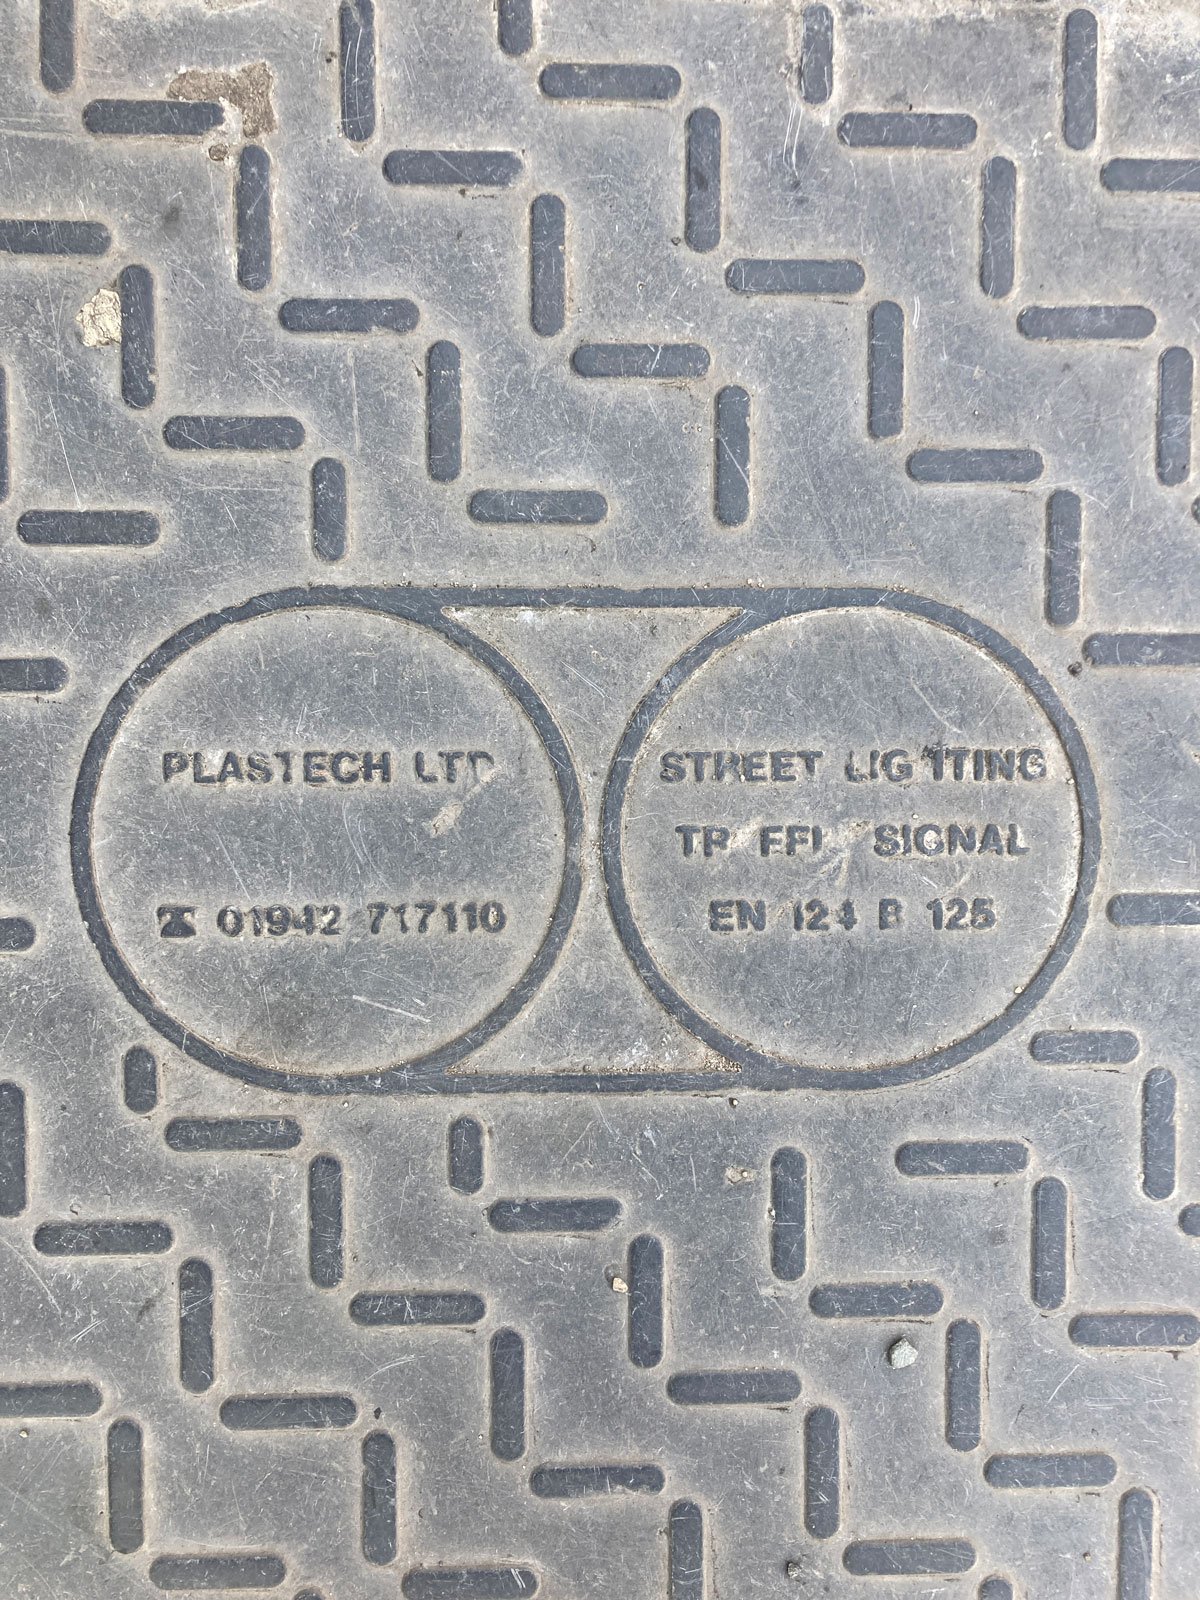 PLASTECH LTD
☎ 01942 717110
STREET LIGHTING
TRAFFIC SIGNAL
EN 124 B 125